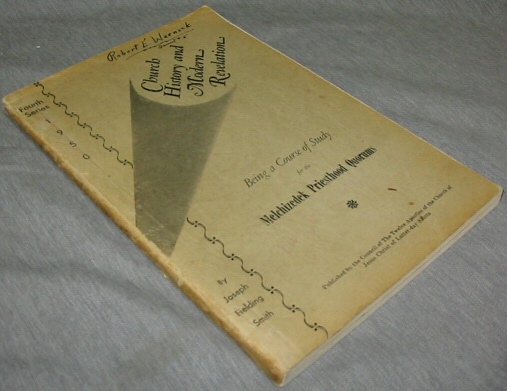 Robert E.
Church
History and
Modern
Revelation
Fourth
Series
1950
Being a Course of Study
for the
Melchizedek Priesthood Quorums
Published by the Council of The Twelve Apostles of the Church of
Jesus Christ of Latter-day Saints
By
Joseph
Fielding
Smith